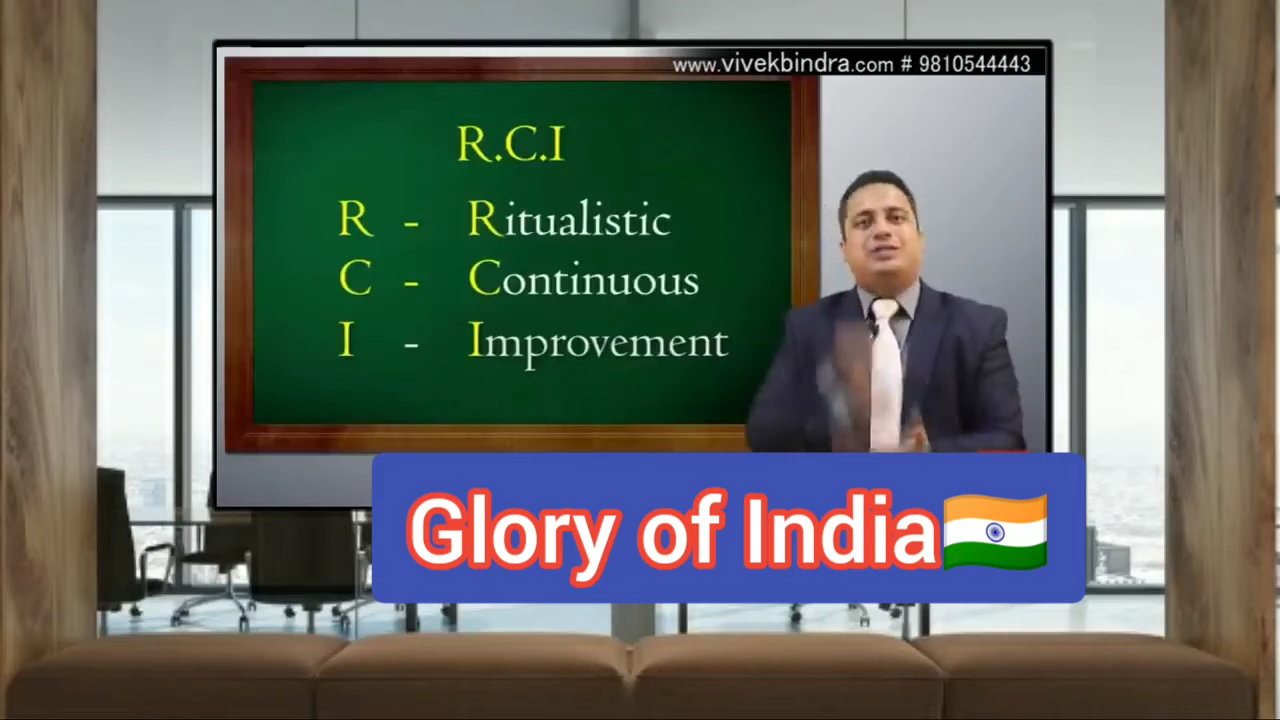 www.vivekbindra.com # 9810544443
R.C.I
R - Ritualistic
C - Continuous
I - Improvement
Glory of India🇮🇳